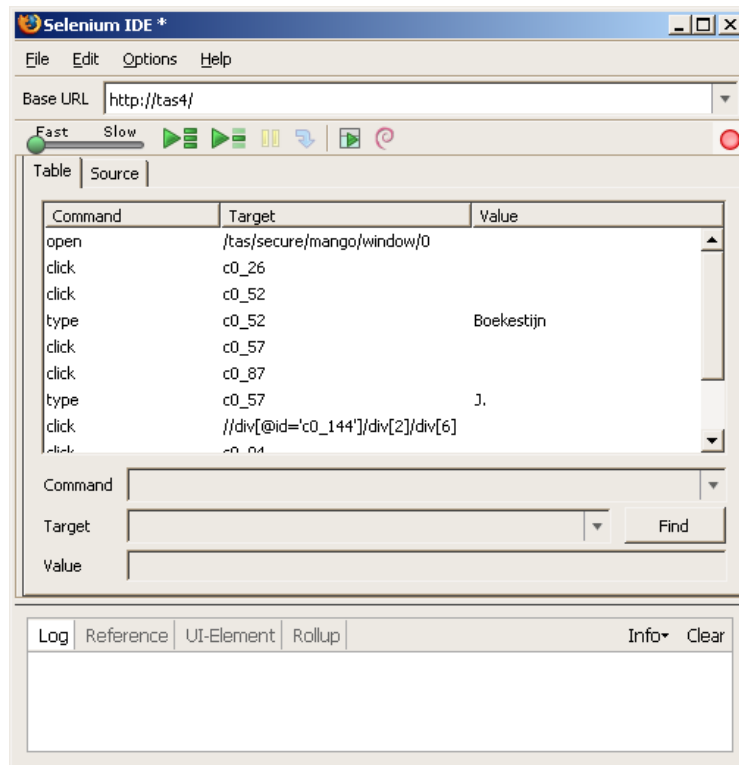 Selenium IDE *
File Edit Options Help
Base URL http://tas4/
Fast Slow
Table Source
Command Target Value
open /tas/secure/mango/window/0
click c0_26
click c0_52
type c0_52 Boekestijn
click c0_57
click c0_87
type c0_57 J.
click //div[@id='c0_144']/div[2]/div[6]
click
Command
Target Find
Value
Log Reference UI-Element Rollup Info Clear